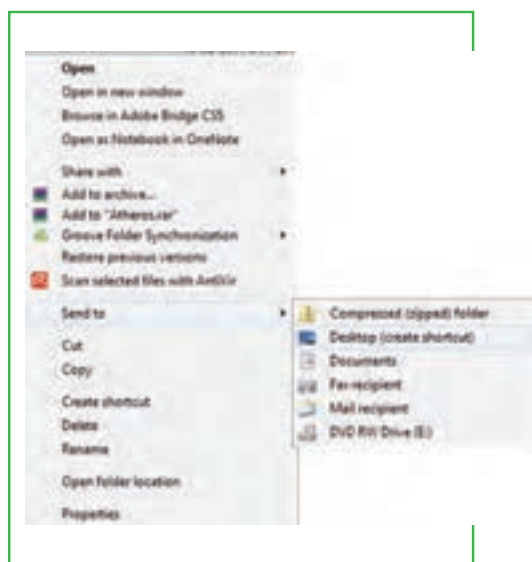 Open
Open in new window
Browse in Adobe Bridge CS5
Open as Notebook in OneNote
Share with
Add to archive...
Add to "Atheros.rar"
Groove Folder Synchronization
Restore previous versions
Scan selected files with AntiVir
Send to
Cut
Copy
Create shortcut
Delete
Rename
Open folder location
Properties
Compressed (zipped) folder
Desktop (create shortcut)
Documents
Fax recipient
Mail recipient
DVD RW Drive (E:)